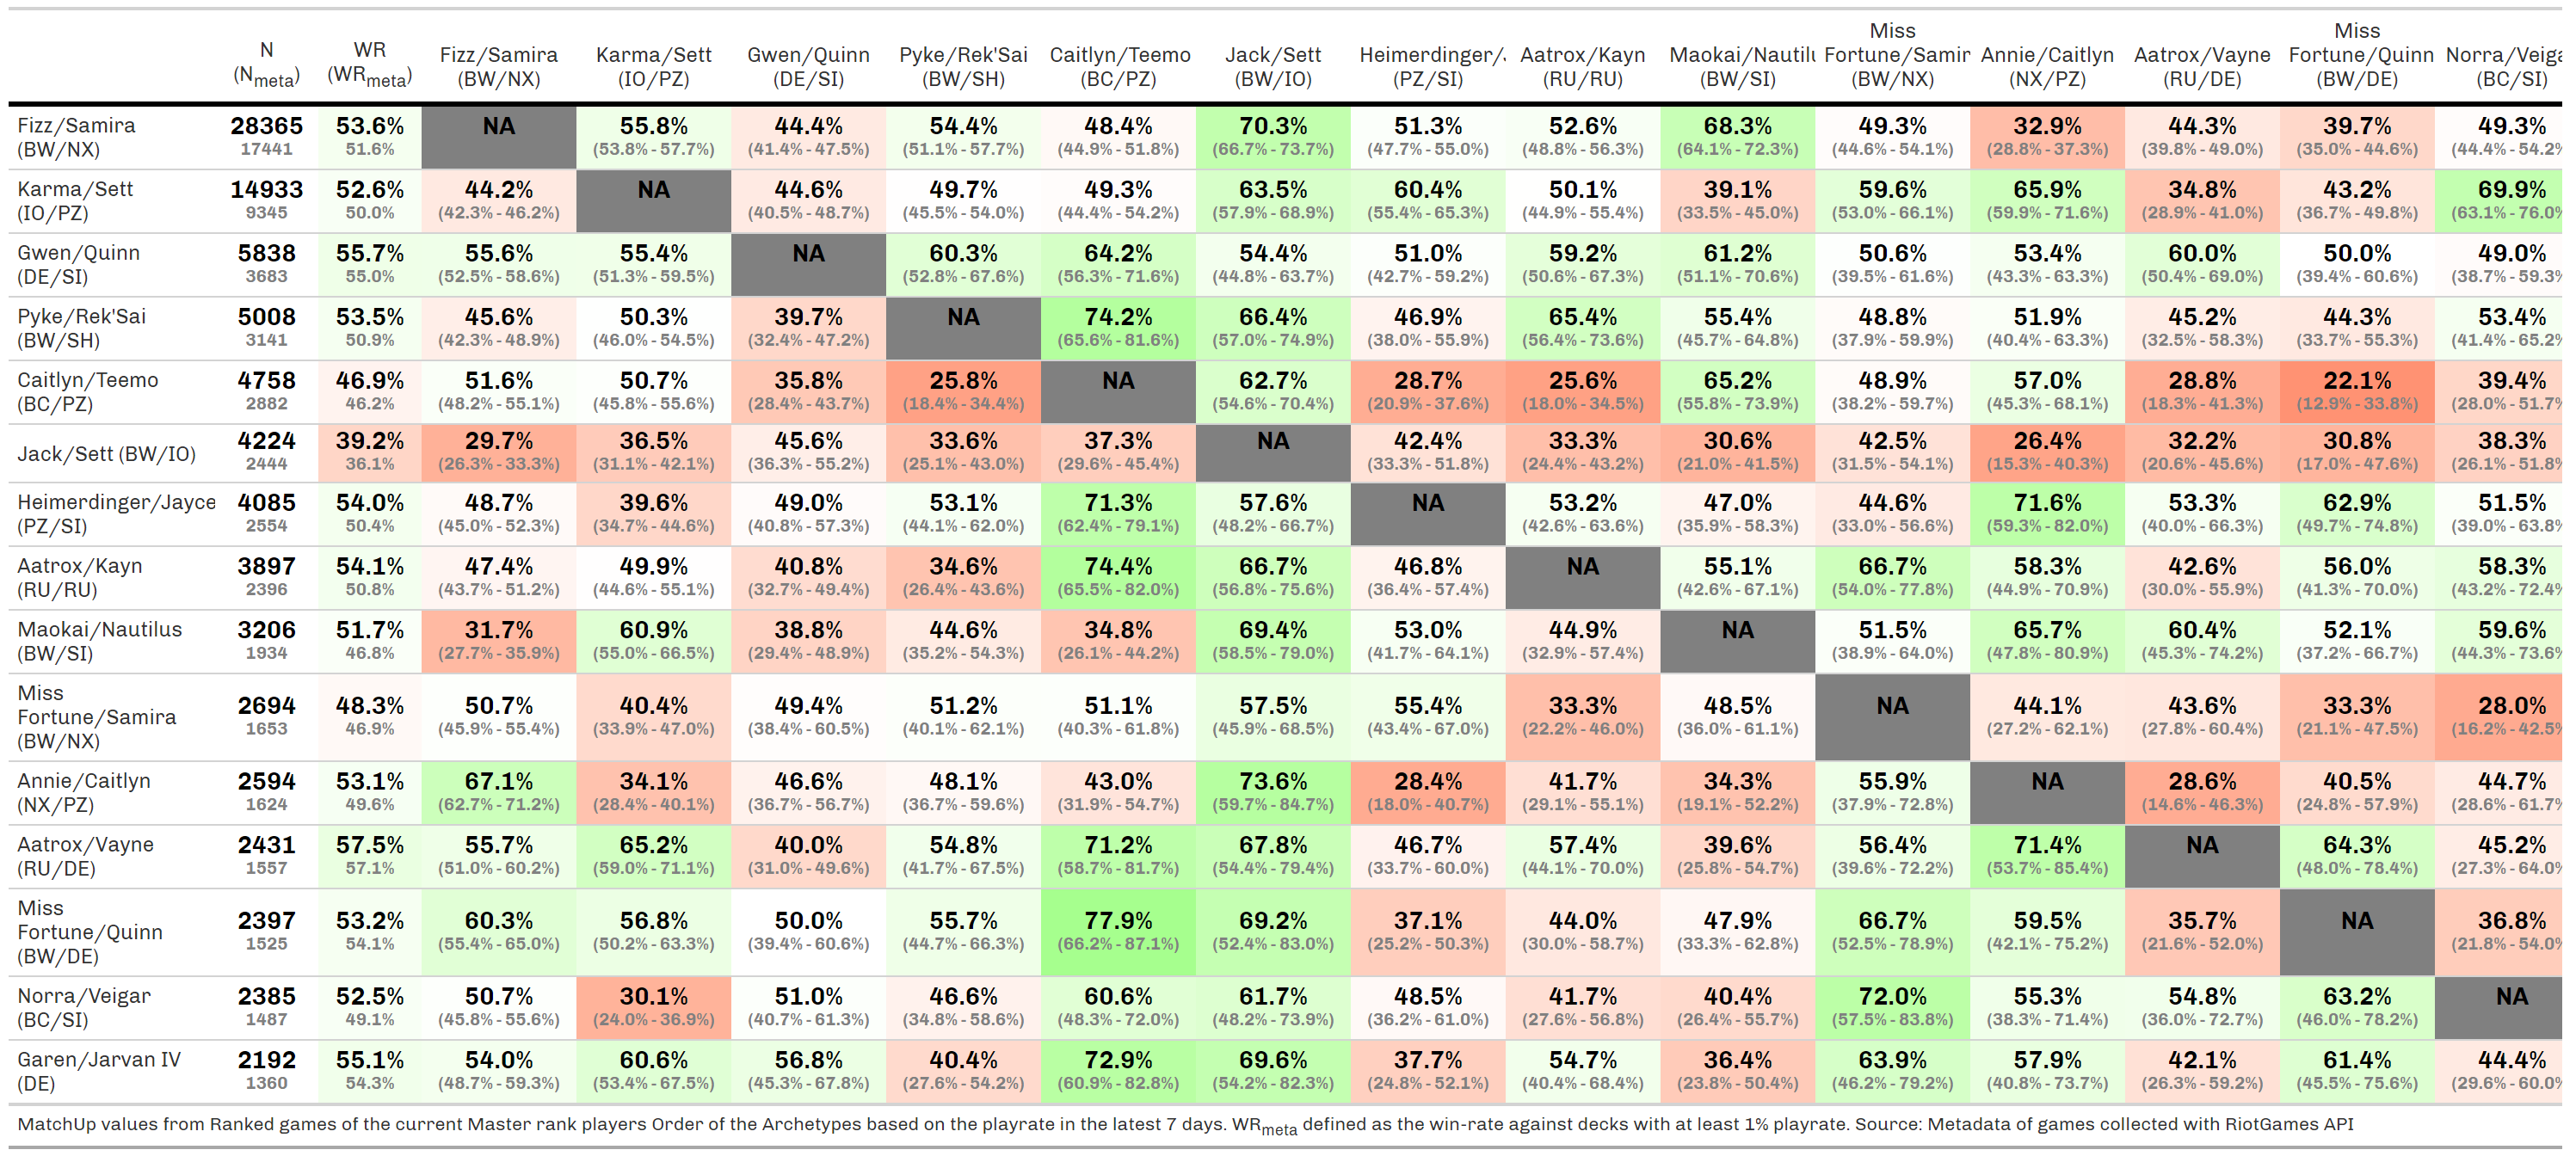 N WR Fizz/Samira Karma/Sett Gwen/Quinn Pyke/Rek'Sai Caitlyn/Teemo Jack/Sett Heimerdinger/J Aatrox/Kayn Maokai/Nautilu Miss Fortune/Samir Annie/Caitlyn Aatrox/Vayne Miss Fortune/Quinn Norra/Veiga
(Nmeta) (WRmeta) (BW/NX) (IO/PZ) (DE/SI) (BW/SH) (BC/PZ) (BW/IO) (PZ/SI) (RU/RU) (BW/SI) (BW/NX) (NX/PZ) (RU/DE) (BW/DE) (BC/SI)
Fizz/Samira 28365 53.6% NA 55.8% 44.4% 54.4% 48.4% 70.3% 51.3% 52.6% 68.3% 49.3% 32.9% 44.3% 39.7% 49.3%
(BW/NX) 17441 51.6% (53.8% - 57.7%) (41.4% - 47.5%) (51.1% - 57.7%) (44.9% - 51.8%) (66.7% - 73.7%) (47.7% - 55.0%) (48.8% - 56.3%) (64.1% - 72.3%) (44.6% - 54.1%) (28.8% - 37.3%) (39.8% - 49.0%) (35.0% - 44.6%) (44.4% - 54.2%
Karma/Sett 14933 52.6% 44.2% NA 44.6% 49.7% 49.3% 63.5% 60.4% 50.1% 39.1% 59.6% 65.9% 34.8% 43.2% 69.9%
(IO/PZ) 9345 50.0% (42.3% - 46.2%) (40.5% - 48.7%) (45.5% - 54.0%) (44.4% - 54.2%) (57.9% - 68.9%) (55.4% - 65.3%) (44.9% - 55.4%) (33.5% - 45.0%) (53.0% - 66.1%) (59.9% - 71.6%) (28.9% - 41.0%) (36.7% - 49.8%) (63.1% - 76.0%
Gwen/Quinn 5838 55.7% 55.6% 55.4% NA 60.3% 64.2% 54.4% 51.0% 59.2% 61.2% 50.6% 53.4% 60.0% 50.0% 49.0%
(DE/SI) 3683 55.0% (52.5% - 58.6%) (51.3% - 59.5%) (52.8% - 67.6%) (56.3% - 71.6%) (44.8% - 63.7%) (42.7% - 59.2%) (50.6% - 67.3%) (51.1% - 70.6%) (39.5% - 61.6%) (43.3% - 63.3%) (50.4% - 69.0%) (39.4% - 60.6%) (38.7% - 59.3%
Pyke/Rek'Sai 5008 53.5% 45.6% 50.3% 39.7% NA 74.2% 66.4% 46.9% 65.4% 55.4% 48.8% 51.9% 45.2% 44.3% 53.4%
(BW/SH) 3141 50.9% (42.3% - 48.9%) (46.0% - 54.5%) (32.4% - 47.2%) (65.6% - 81.6%) (57.0% - 74.9%) (38.0% - 55.9%) (56.4% - 73.6%) (45.7% - 64.8%) (37.9% - 59.9%) (40.4% - 63.3%) (32.5% - 58.3%) (33.7% - 55.3%) (41.4% - 65.2%
Caitlyn/Teemo 4758 46.9% 51.6% 50.7% 35.8% 25.8% NA 62.7% 28.7% 25.6% 65.2% 48.9% 57.0% 28.8% 22.1% 39.4%
(BC/PZ) 2882 46.2% (48.2% - 55.1%) (45.8% - 55.6%) (28.4% - 43.7%) (18.4% - 34.4%) (54.6% - 70.4%) (20.9% - 37.6%) (18.0% - 34.5%) (55.8% - 73.9%) (38.2% - 59.7%) (45.3% - 68.1%) (18.3% - 41.3%) (12.9% - 33.8%) (28.0% - 51.7%
Jack/Sett (BW/IO) 4224 39.2% 29.7% 36.5% 45.6% 33.6% 37.3% NA 42.4% 33.3% 30.6% 42.5% 26.4% 32.2% 30.8% 38.3%
2444 36.1% (26.3% - 33.3%) (31.1% - 42.1%) (36.3% - 55.2%) (25.1% - 43.0%) (29.6% - 45.4%) (33.3% - 51.8%) (24.4% - 43.2%) (21.0% - 41.5%) (31.5% - 54.1%) (15.3% - 40.3%) (20.6% - 45.6%) (17.0% - 47.6%) (26.1% - 51.8%
Heimerdinger/Jayce 4085 54.0% 48.7% 39.6% 49.0% 53.1% 71.3% 57.6% NA 53.2% 47.0% 44.6% 71.6% 53.3% 62.9% 51.5%
(PZ/SI) 2554 50.4% (45.0% - 52.3%) (34.7% - 44.6%) (40.8% - 57.3%) (44.1% - 62.0%) (62.4% - 79.1%) (48.2% - 66.7%) (42.6% - 63.6%) (35.9% - 58.3%) (33.0% - 56.6%) (59.3% - 82.0%) (40.0% - 66.3%) (49.7% - 74.8%) (39.0% - 63.8%
Aatrox/Kayn 3897 54.1% 47.4% 49.9% 40.8% 34.6% 74.4% 66.7% 46.8% NA 55.1% 66.7% 58.3% 42.6% 56.0% 58.3%
(RU/RU) 2396 50.8% (43.7% - 51.2%) (44.6% - 55.1%) (32.7% - 49.4%) (26.4% - 43.6%) (65.5% - 82.0%) (56.8% - 75.6%) (36.4% - 57.4%) (42.6% - 67.1%) (54.0% - 77.8%) (44.9% - 70.9%) (30.0% - 55.9%) (41.3% - 70.0%) (43.2% - 72.4%
Maokai/Nautilus 3206 51.7% 31.7% 60.9% 38.8% 44.6% 34.8% 69.4% 53.0% 44.9% NA 51.5% 65.7% 60.4% 52.1% 59.6%
(BW/SI) 1934 46.8% (27.7% - 35.9%) (55.0% - 66.5%) (29.4% - 48.9%) (35.2% - 54.3%) (26.1% - 44.2%) (58.5% - 79.0%) (41.7% - 64.1%) (32.9% - 57.4%) (38.9% - 64.0%) (47.8% - 80.9%) (45.3% - 74.2%) (37.2% - 66.7%) (44.3% - 73.6%
Miss
Fortune/Samira 2694 48.3% 50.7% 40.4% 49.4% 51.2% 51.1% 57.5% 55.4% 33.3% 48.5% NA 44.1% 43.6% 33.3% 28.0%
(BW/NX) 1653 46.9% (45.9% - 55.4%) (33.9% - 47.0%) (38.4% - 60.5%) (40.1% - 62.1%) (40.3% - 61.8%) (45.9% - 68.5%) (43.4% - 67.0%) (22.2% - 46.0%) (36.0% - 61.1%) (27.2% - 62.1%) (27.8% - 60.4%) (21.1% - 47.5%) (16.2% - 42.5%
Annie/Caitlyn 2594 53.1% 67.1% 34.1% 46.6% 48.1% 43.0% 73.6% 28.4% 41.7% 34.3% 55.9% NA 28.6% 40.5% 44.7%
(NX/PZ) 1624 49.6% (62.7% - 71.2%) (28.4% - 40.1%) (36.7% - 56.7%) (36.7% - 59.6%) (31.9% - 54.7%) (59.7% - 84.7%) (18.0% - 40.7%) (29.1% - 55.1%) (19.1% - 52.2%) (37.9% - 72.8%) (14.6% - 46.3%) (24.8% - 57.9%) (28.6% - 61.7%
Aatrox/Vayne 2431 57.5% 55.7% 65.2% 40.0% 54.8% 71.2% 67.8% 46.7% 57.4% 39.6% 56.4% 71.4% NA 64.3% 45.2%
(RU/DE) 1557 57.1% (51.0% - 60.2%) (59.0% - 71.1%) (31.0% - 49.6%) (41.7% - 67.5%) (58.7% - 81.7%) (54.4% - 79.4%) (33.7% - 60.0%) (44.1% - 70.0%) (25.8% - 54.7%) (39.6% - 72.2%) (53.7% - 85.4%) (48.0% - 78.4%) (27.3% - 64.0%
Miss
Fortune/Quinn 2397 53.2% 60.3% 56.8% 50.0% 55.7% 77.9% 69.2% 37.1% 44.0% 47.9% 66.7% 59.5% 35.7% NA 36.8%
(BW/DE) 1525 54.1% (55.4% - 65.0%) (50.2% - 63.3%) (39.4% - 60.6%) (44.7% - 66.3%) (66.2% - 87.1%) (52.4% - 83.0%) (25.2% - 50.3%) (30.0% - 58.7%) (33.3% - 62.8%) (52.5% - 78.9%) (42.1% - 75.2%) (21.6% - 52.0%) (21.8% - 54.0%
Norra/Veigar 2385 52.5% 50.7% 30.1% 51.0% 46.6% 60.6% 61.7% 48.5% 41.7% 40.4% 72.0% 55.3% 54.8% 63.2% NA
(BC/SI) 1487 49.1% (45.8% - 55.6%) (24.0% - 36.9%) (40.7% - 61.3%) (34.8% - 58.6%) (48.3% - 72.0%) (48.2% - 73.9%) (36.2% - 61.0%) (27.6% - 56.8%) (26.4% - 55.7%) (57.5% - 83.8%) (38.3% - 71.4%) (36.0% - 72.7%) (46.0% - 78.2%)
Garen/Jarvan IV 2192 55.1% 54.0% 60.6% 56.8% 40.4% 72.9% 69.6% 37.7% 54.7% 36.4% 63.9% 57.9% 42.1% 61.4% 44.4%
(DE) 1360 54.3% (48.7% - 59.3%) (53.4% - 67.5%) (45.3% - 67.8%) (27.6% - 54.2%) (60.9% - 82.8%) (54.2% - 82.3%) (24.8% - 52.1%) (40.4% - 68.4%) (23.8% - 50.4%) (46.2% - 79.2%) (40.8% - 73.7%) (26.3% - 59.2%) (45.5% - 75.6%) (29.6% - 60.0%
MatchUp values from Ranked games of the current Master rank players Order of the Archetypes based on the playrate in the latest 7 days. WRmeta defined as the win-rate against decks with at least 1% playrate. Source: Metadata of games collected with RiotGames API